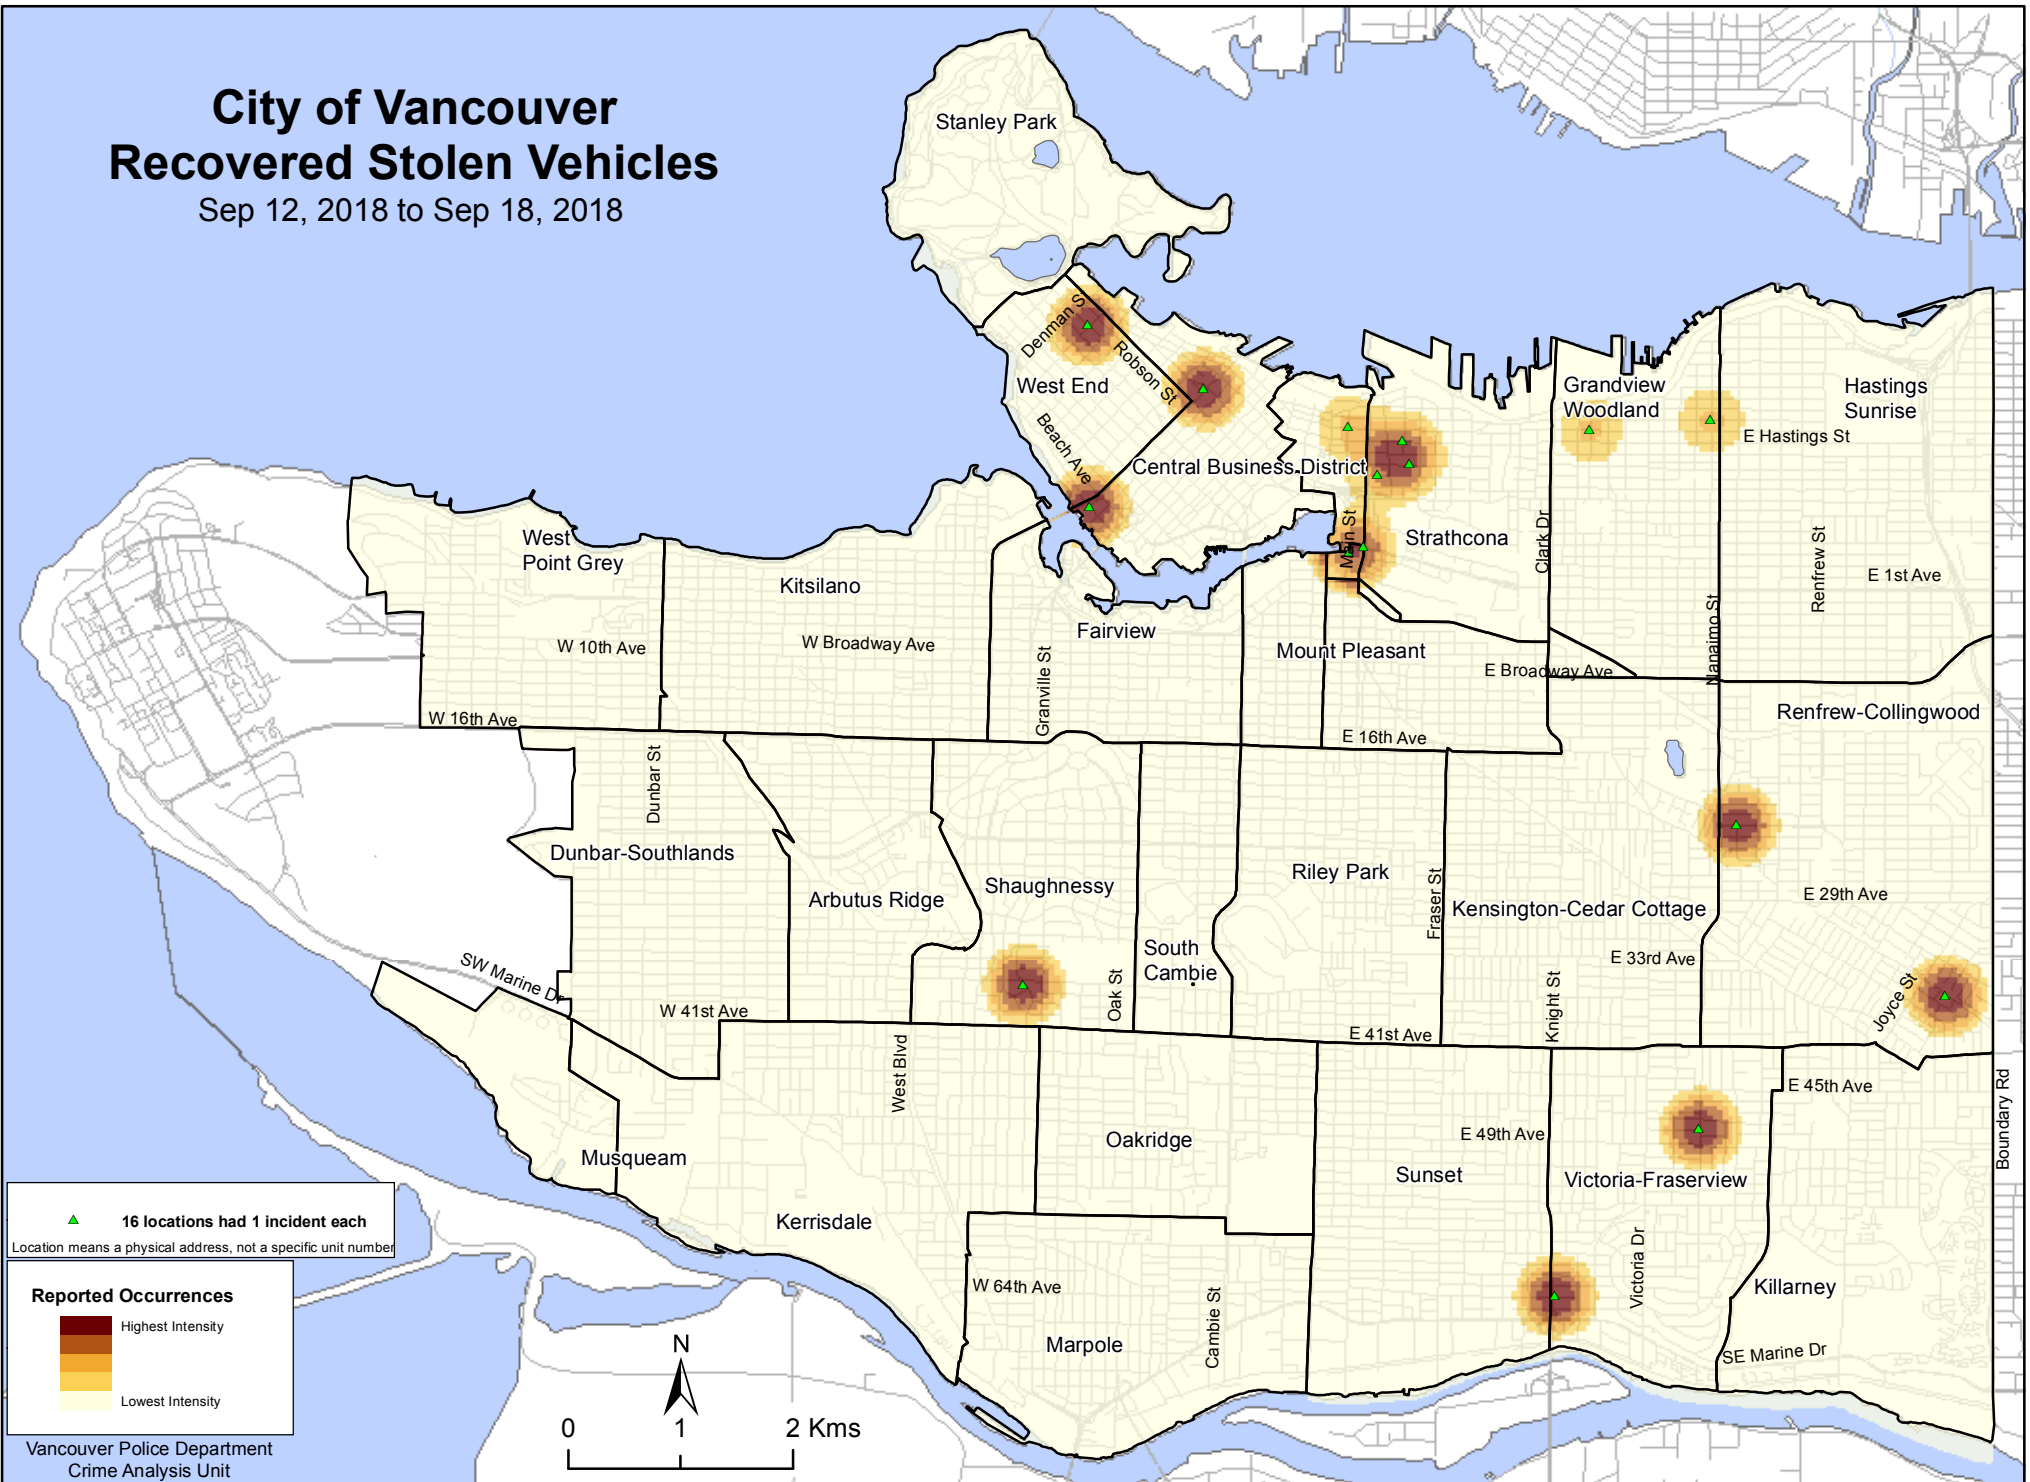 City of Vancouver
Recovered Stolen Vehicles
Sep 12, 2018 to Sep 18, 2018
Stanley Park
Denman S
Robson St
West End
Beach Ave
Central Business District
Main St
Strathcona
Clark Dr
Grandview
Woodland
Hastings
Sunrise
E Hastings St
Renfrew St
E 1st Ave
Nanaimo St
West
Point Grey
Kitsilano
W 10th Ave
W Broadway Ave
Fairview
Granville St
Mount Pleasant
E Broadway Ave
W 16th Ave
E 16th Ave
Renfrew-Collingwood
Dunbar St
Dunbar-Southlands
Arbutus Ridge
Shaughnessy
Riley Park
Fraser St
Kensington-Cedar Cottage
E 29th Ave
South
Cambie
Oak St
E 33rd Ave
Knight St
Joyce St
SW Marine Dr
W 41st Ave
E 41st Ave
West Blvd
E 45th Ave
Boundary Rd
Musqueam
Oakridge
E 49th Ave
Sunset
Victoria-Fraserview
Kerrisdale
Victoria Dr
W 64th Ave
Cambie St
Killarney
Marpole
SE Marine Dr
16 locations had 1 incident each
Location means a physical address, not a specific unit number
Reported Occurrences
Highest Intensity
Lowest Intensity
Vancouver Police Department
Crime Analysis Unit
N
0 1 2 Kms